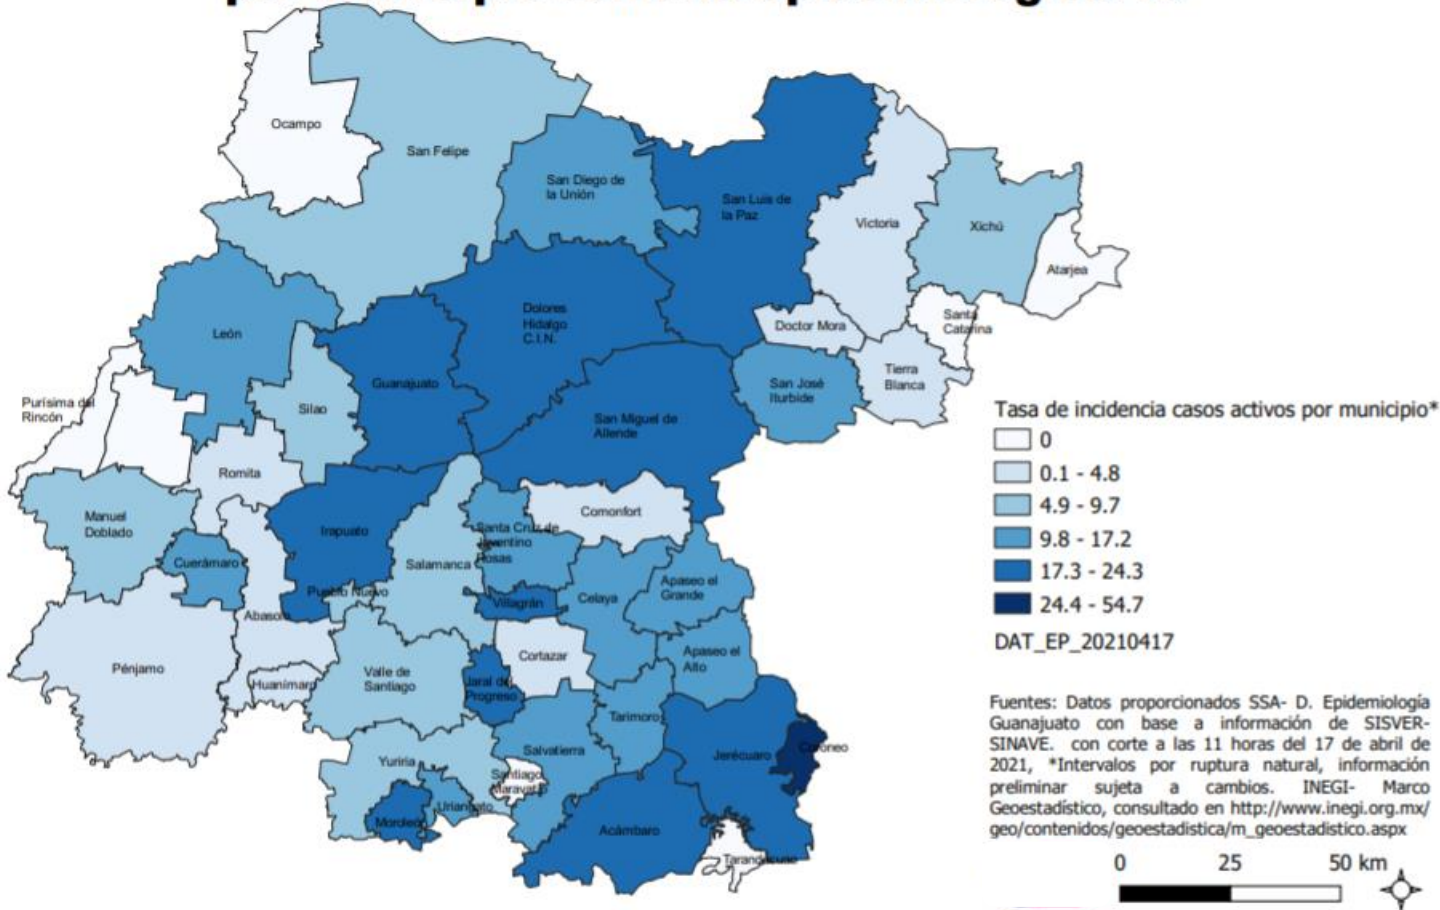 Ocampo
San Felipe
San Diego de
la Unión
San Luis de
la Paz
Victoria
Xichú
Atarjea
León
Dolores
Hidalgo
C.I.N.
Doctor Mora
Santa
Catarina
Guanajuato
Silao
Purísima del
Rincón
San José
Iturbide
Tierra
Blanca
San Miguel de
Allende
Romita
Manuel
Doblado
Irapuato
Comonfort
Santa Cruz de
Juventino
Rosas
Cuerámaro
Salamanca
Pueblo Nuevo
Villagrán
Celaya
Apaseo el
Grande
Abasolo
Cortazar
Apaseo el
Alto
Pénjamo
Huanímaro
Valle de
Santiago
Jaral del
Progreso
Tarimoro
Salvatierra
Jerécuaro
Coroneo
Yuriria
Santiago
Maravatío
Uriangato
Moroleón
Acámbaro
Tarandacuao
Tasa de incidencia casos activos por municipio*
0
0.1 - 4.8
4.9 - 9.7
9.8 - 17.2
17.3 - 24.3
24.4 - 54.7
DAT_EP_20210417
Fuentes: Datos proporcionados SSA- D. Epidemiología
Guanajuato con base a información de SISVER-
SINAVE. con corte a las 11 horas del 17 de abril de
2021, *Intervalos por ruptura natural, información
preliminar sujeta a cambios. INEGI- Marco
Geoestadístico, consultado en http://www.inegi.org.mx/
geo/contenidos/geoestadistica/m_geoestadistico.aspx
0 25 50 km